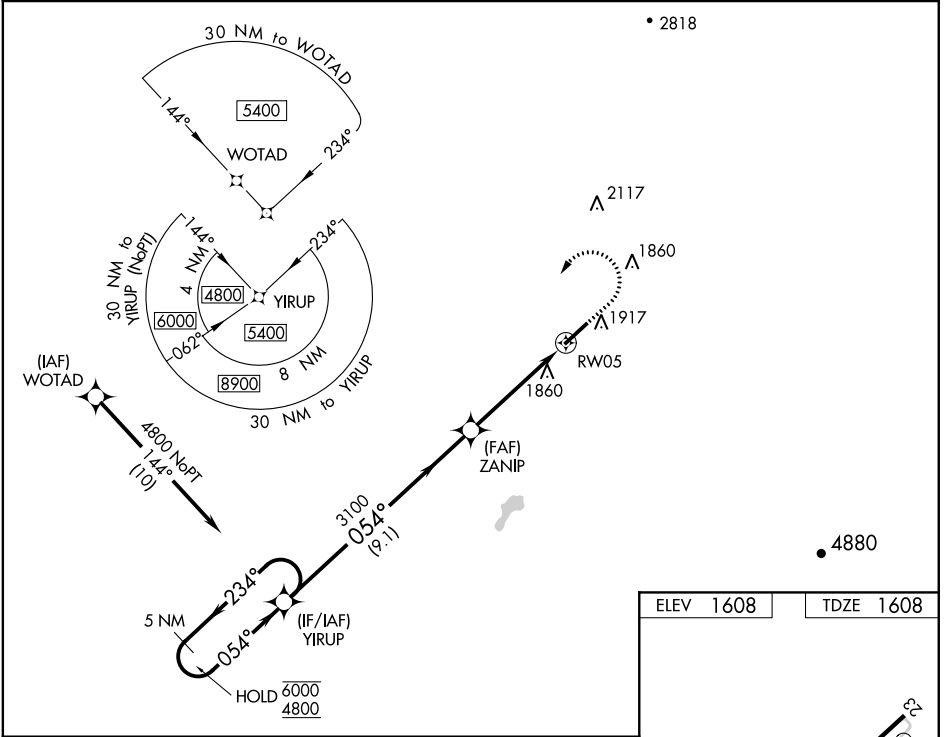 2818
30 NM to WOTAD
5400
144°
234°
WOTAD
2117
144°
234°
30 NM to
YIRUP (NoPT)
4 NM
4800
YIRUP
6000
5400
062°
8 NM
8900
30 NM to YIRUP
1860
1917
RW05
1860
(IAF)
WOTAD
4800 NoPT
144°
(10)
(FAF)
ZANIP
3100
054°
(9.1)
4880
234°
5 NM
054°
(IF/IAF)
YIRUP
HOLD 6000
4800
ELEV 1608
TDZE 1608
23